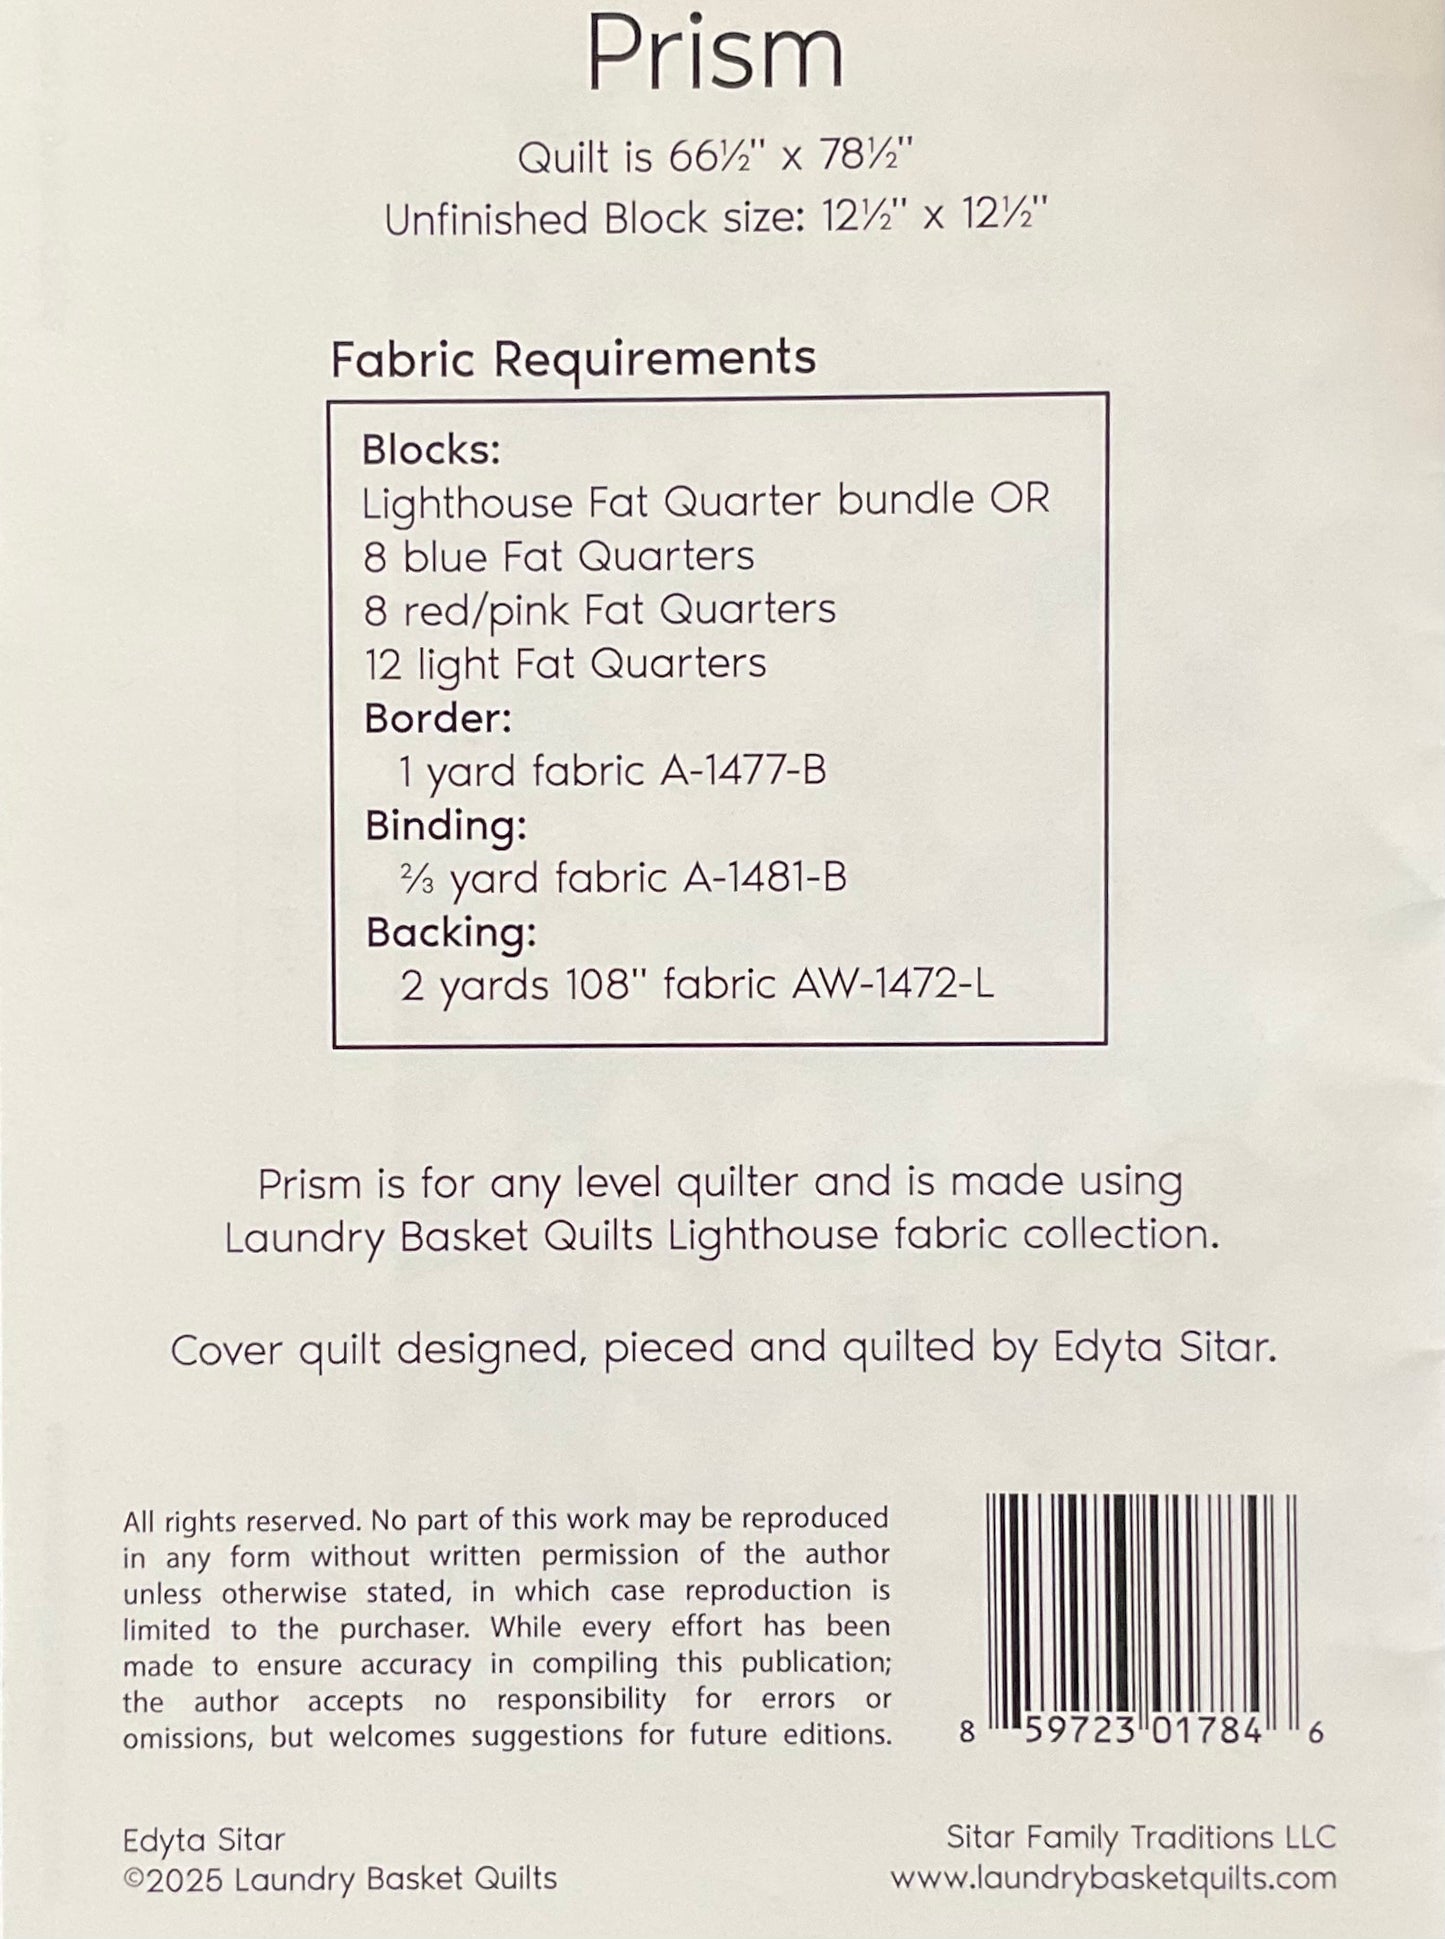 Prism
Quilt is 66½" x 78½"
Unfinished Block size: 12½" x 12½"
Fabric Requirements
Blocks:
Lighthouse Fat Quarter bundle OR
8 blue Fat Quarters
8 red/pink Fat Quarters
12 light Fat Quarters
Border:
1 yard fabric A-1477-B
Binding:
⅔ yard fabric A-1481-B
Backing:
2 yards 108" fabric AW-1472-L
Prism is for any level quilter and is made using
Laundry Basket Quilts Lighthouse fabric collection.
Cover quilt designed, pieced and quilted by Edyta Sitar.
All rights reserved. No part of this work may be reproduced
in any form without written permission of the author
unless otherwise stated, in which case reproduction is
limited to the purchaser. While every effort has been
made to ensure accuracy in compiling this publication;
the author accepts no responsibility for errors or
omissions, but welcomes suggestions for future editions.
8 59723 01784 6
Edyta Sitar
©2025 Laundry Basket Quilts
Sitar Family Traditions LLC
www.laundrybasketquilts.com